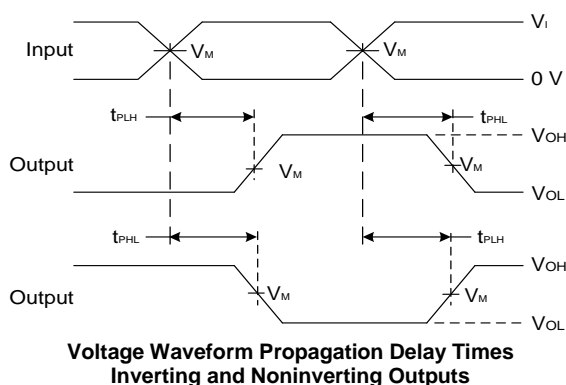 VI
Input
VM
VM
0 V
tPLH
tPHL
VOH
Output
VM
VM
VOL
tPHL
tPLH
VOH
Output
VM
VM
VOL
Voltage Waveform Propagation Delay Times
Inverting and Noninverting Outputs